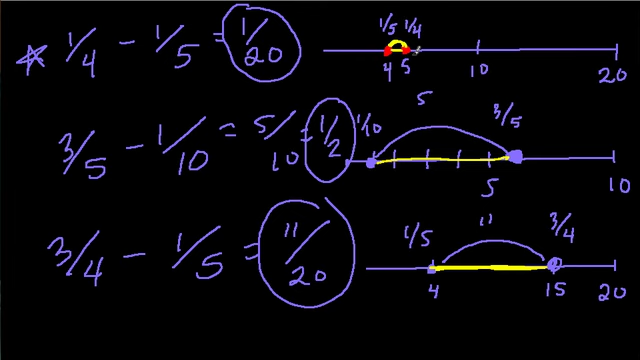 * 1/4 - 1/5 = 1/20
1/5 1/4
4 5 10 20
3/5 - 1/10 = 5/10 = 1/2
1/10 5 3/5
5 10
3/4 - 1/5 = 11/20
1/5 11 3/4
4 15 20